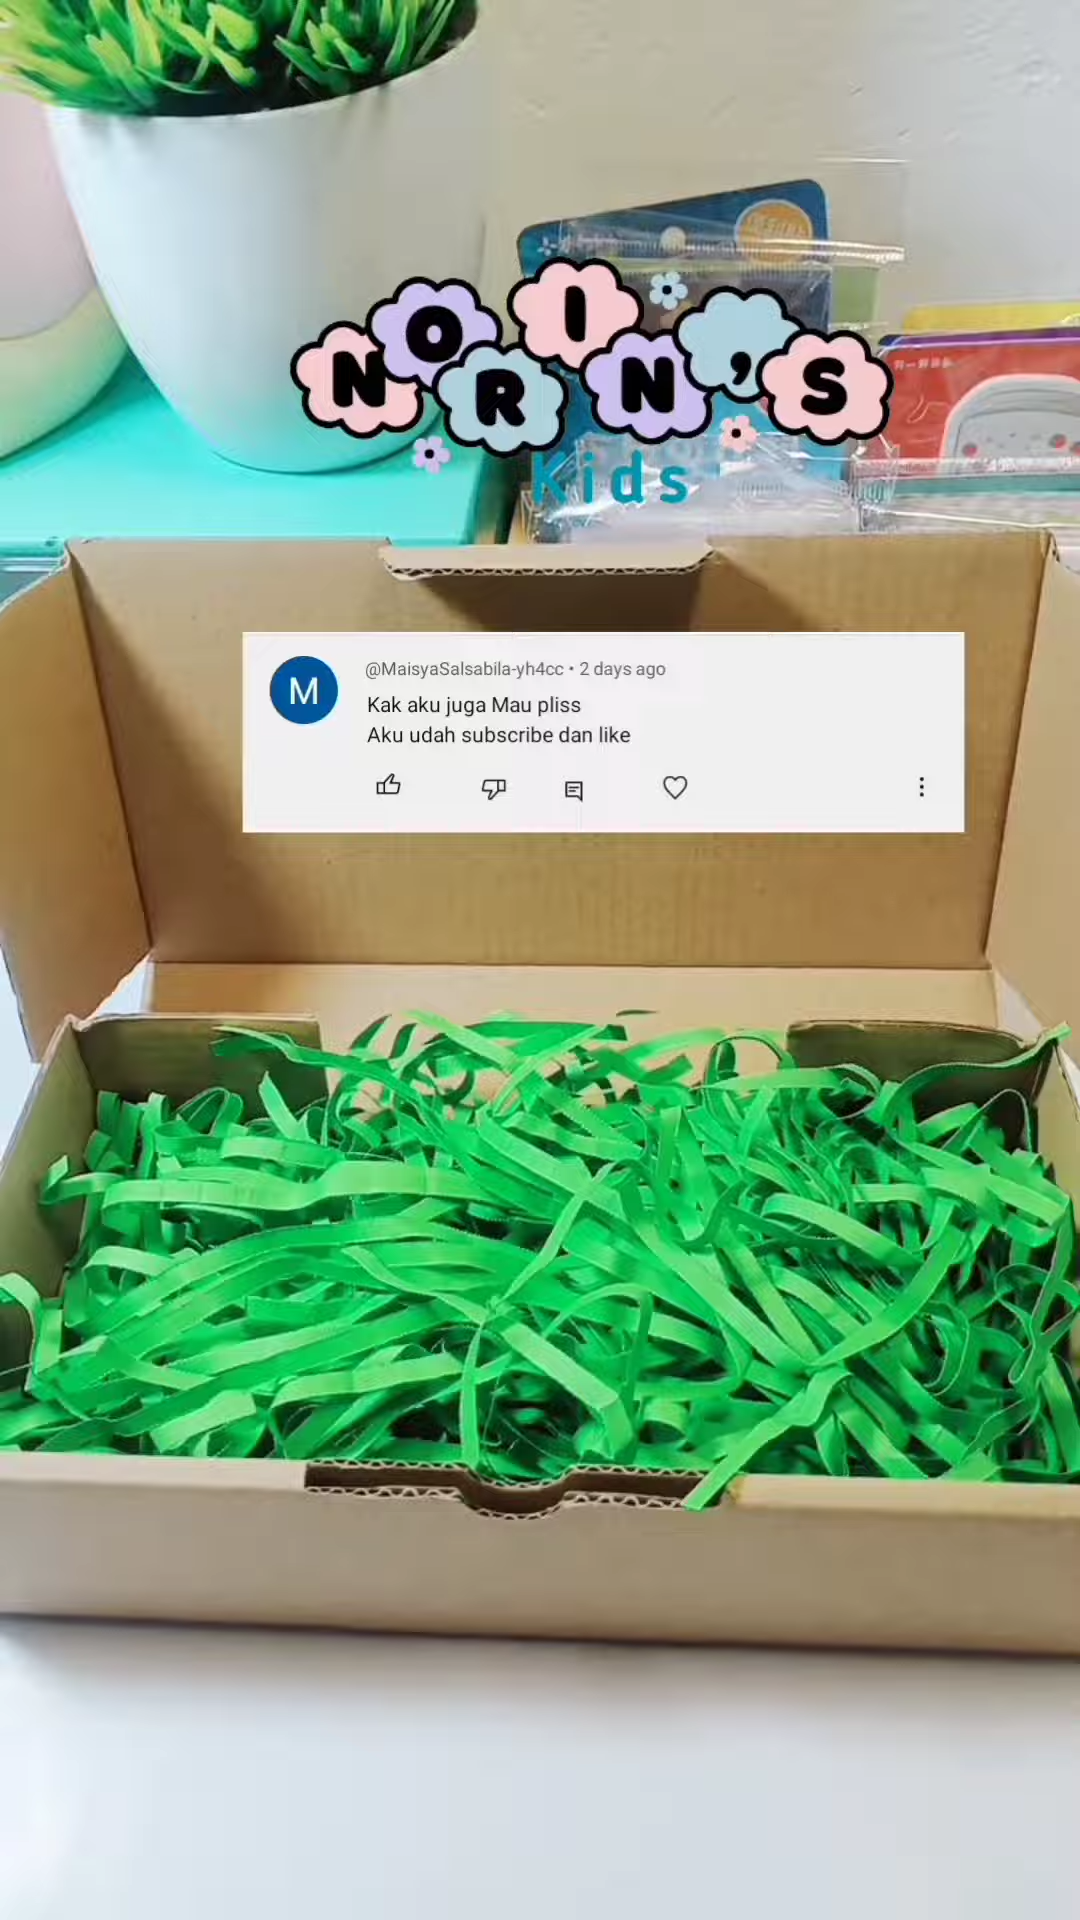 NORIN'S
Kids
M
@MaisyaSalsabila-yh4cc • 2 days ago
Kak aku juga Mau pliss
Aku udah subscribe dan like